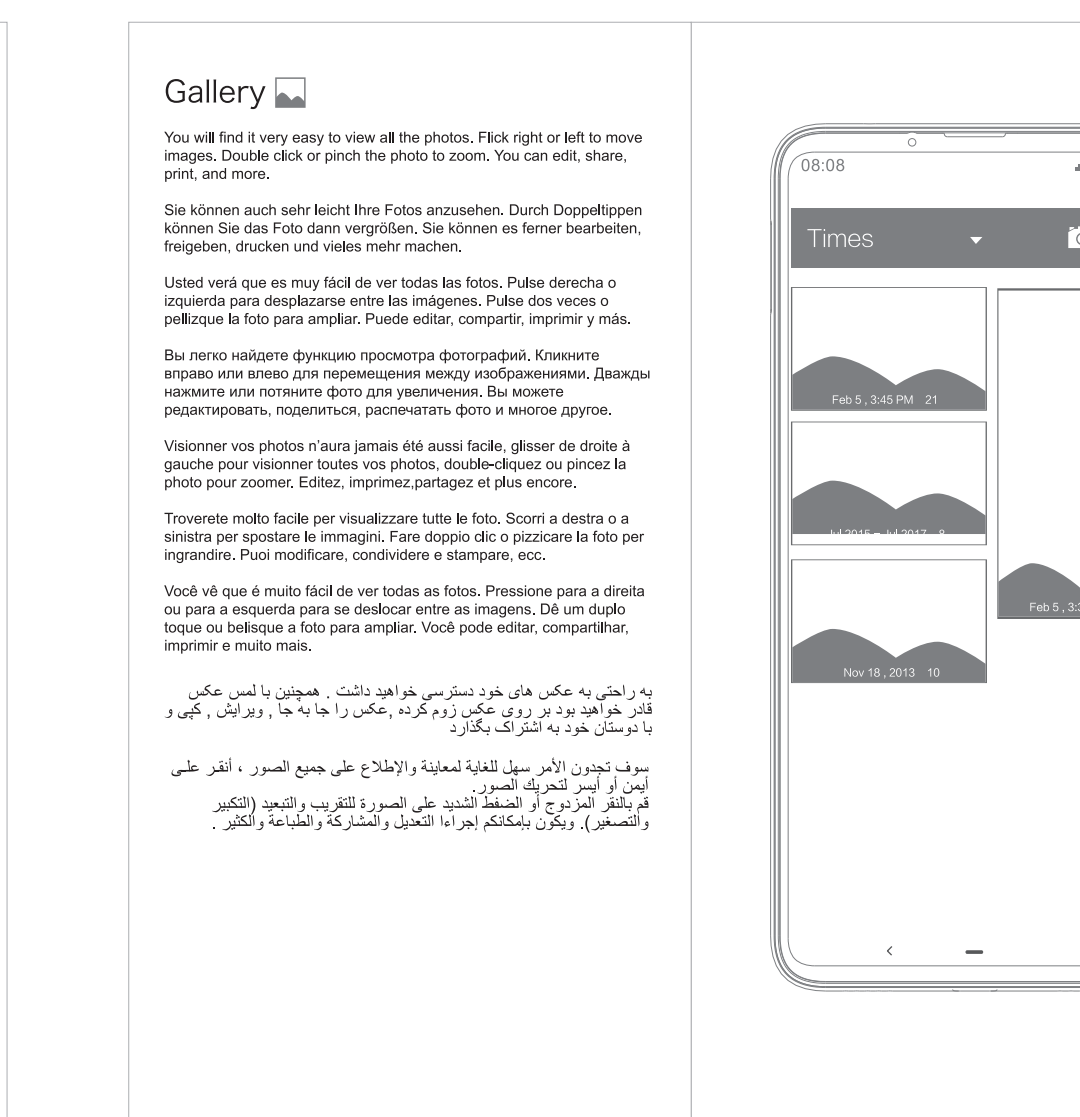 Gallery
You will find it very easy to view all the photos. Flick right or left to move
images. Double click or pinch the photo to zoom. You can edit, share,
print, and more.
Sie können auch sehr leicht Ihre Fotos anzusehen. Durch Doppeltippen
können Sie das Foto dann vergrößen. Sie können es ferner bearbeiten,
freigeben, drucken und vieles mehr machen.
Usted verá que es muy fácil de ver todas las fotos. Pulse derecha o
izquierda para desplazarse entre las imágenes. Pulse dos veces o
pellizque la foto para ampliar. Puede editar, compartir, imprimir y más.
Вы легко найдете функцию просмотра фотографий. Кликните
вправо или влево для перемещения между изображениями. Дважды
нажмите или потяните фото для увеличения. Вы можете
редактировать, поделиться, распечатать фото и многое другое.
Visionner vos photos n'aura jamais été aussi facile, glisser de droite à
gauche pour visionner toutes vos photos, double-cliquez ou pincez la
photo pour zoomer. Editez, imprimez,partagez et plus encore.
Troverete molto facile per visualizzare tutte le foto. Scorri a destra o a
sinistra per spostare le immagini. Fare doppio clic o pizzicare la foto per
ingrandire. Puoi modificare, condividere e stampare, ecc.
Você vê que é muito fácil de ver todas as fotos. Pressione para a direita
ou para a esquerda para se deslocar entre as imagens. Dê um duplo
toque ou belisque a foto para ampliar. Você pode editar, compartilhar,
imprimir e muito mais.
به راحتی به عکس های خود دسترسی خواهید داشت . همچنین با لمس عکس
قادر خواهید بود بر روی عکس زوم کرده ,عکس را جا به جا , ویرایش , کپی و
با دوستان خود به اشتراک بگذارد
سوف تجدون الأمر سهل للغاية لمعاينة والإطلاع على جميع الصور ، أنقر على
أيمن أو أيسر لتحريك الصور.
قم بالنقر المزدوج أو الضغط الشديد على الصورة للتقريب والتبعيد (التكبير
والتصغير). ويكون بإمكانكم إجراءا التعديل والمشاركة والطباعة والكثير .
08:08
Times
Feb 5 , 3:45 PM 21
Jul 2015 – Jul 2017 8
Nov 18 , 2013 10
Feb 5 , 3:3